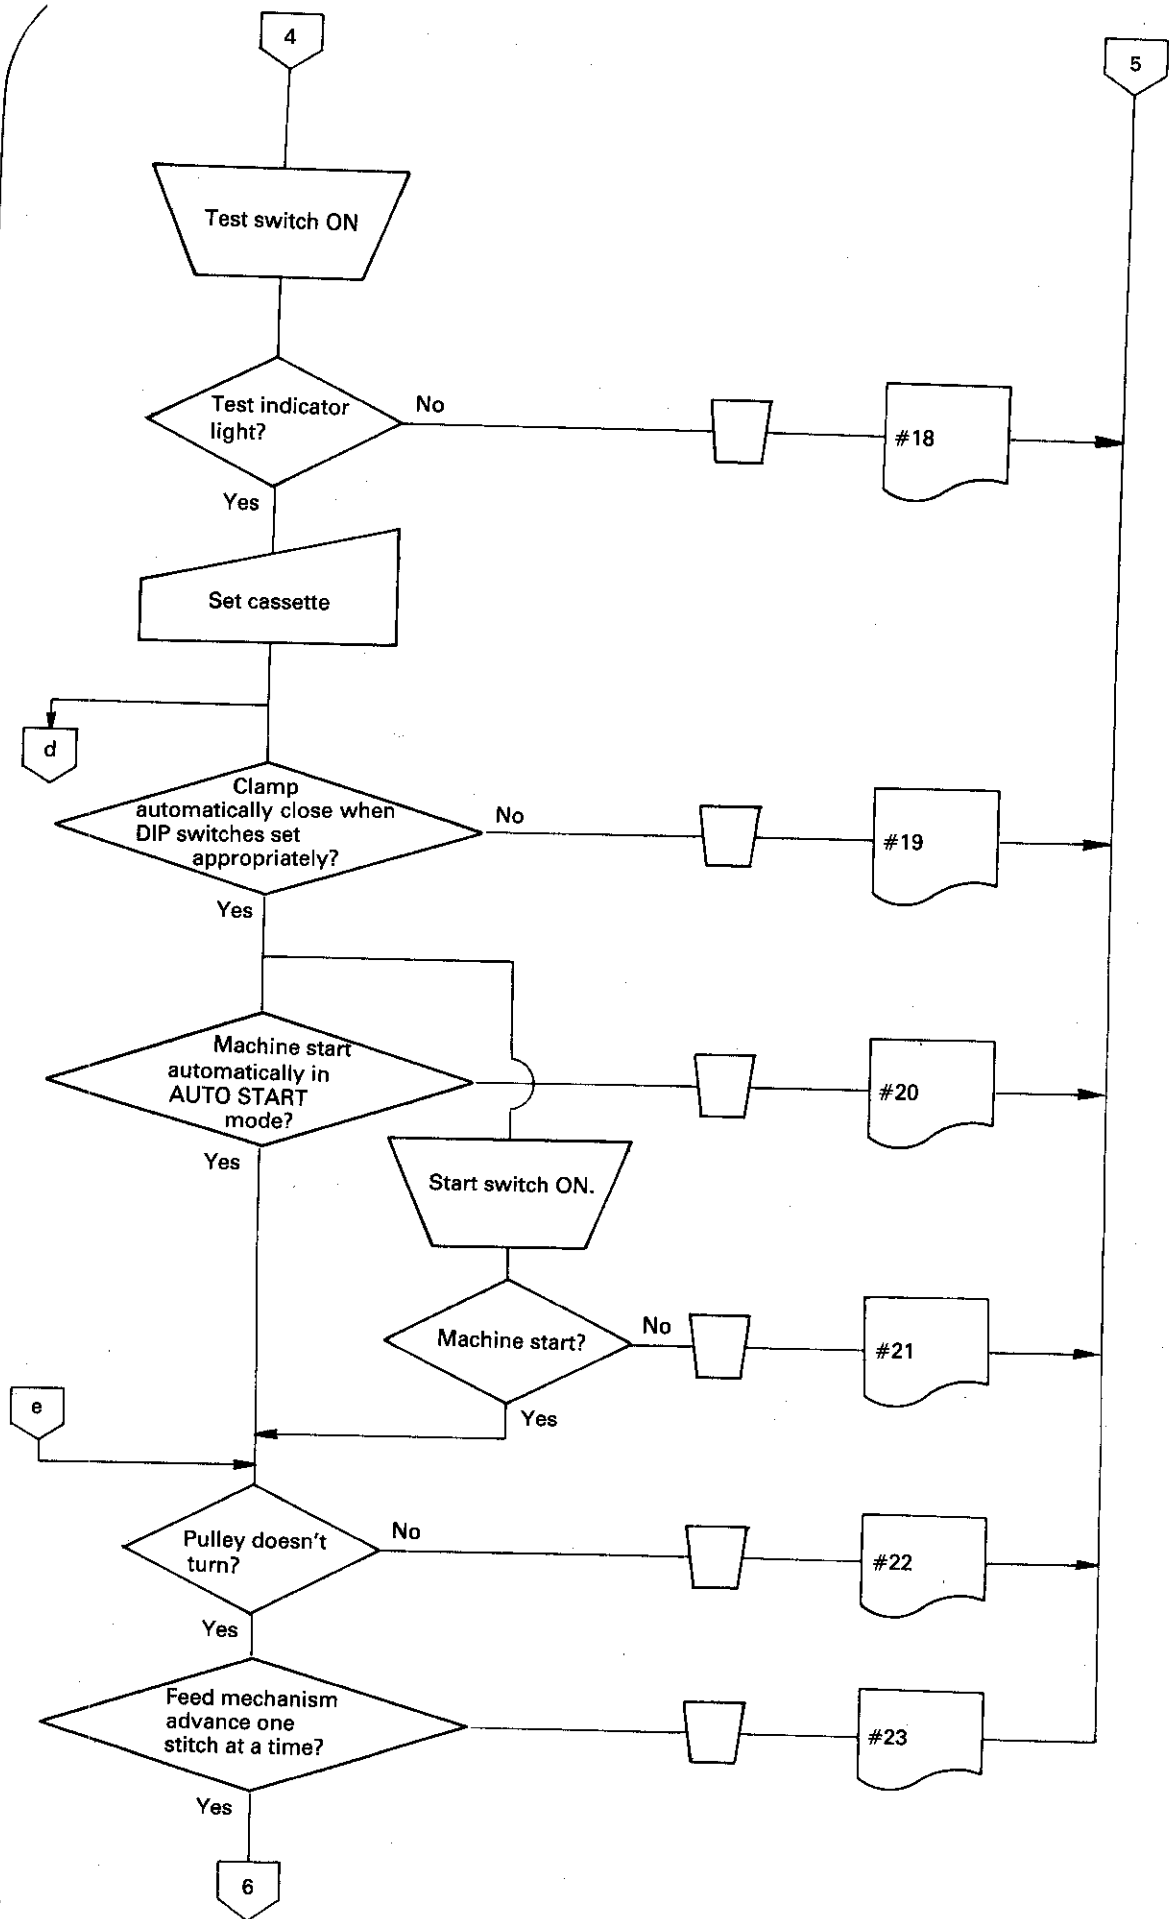 4
5
Test switch ON
Test indicator
light?
No
#18
Yes
Set cassette
d
Clamp
automatically close when
DIP switches set
appropriately?
No
#19
Yes
Machine start
automatically in
AUTO START
mode?
#20
Yes
Start switch ON.
Machine start?
No
#21
Yes
e
Pulley doesn't
turn?
No
#22
Yes
Feed mechanism
advance one
stitch at a time?
#23
Yes
6